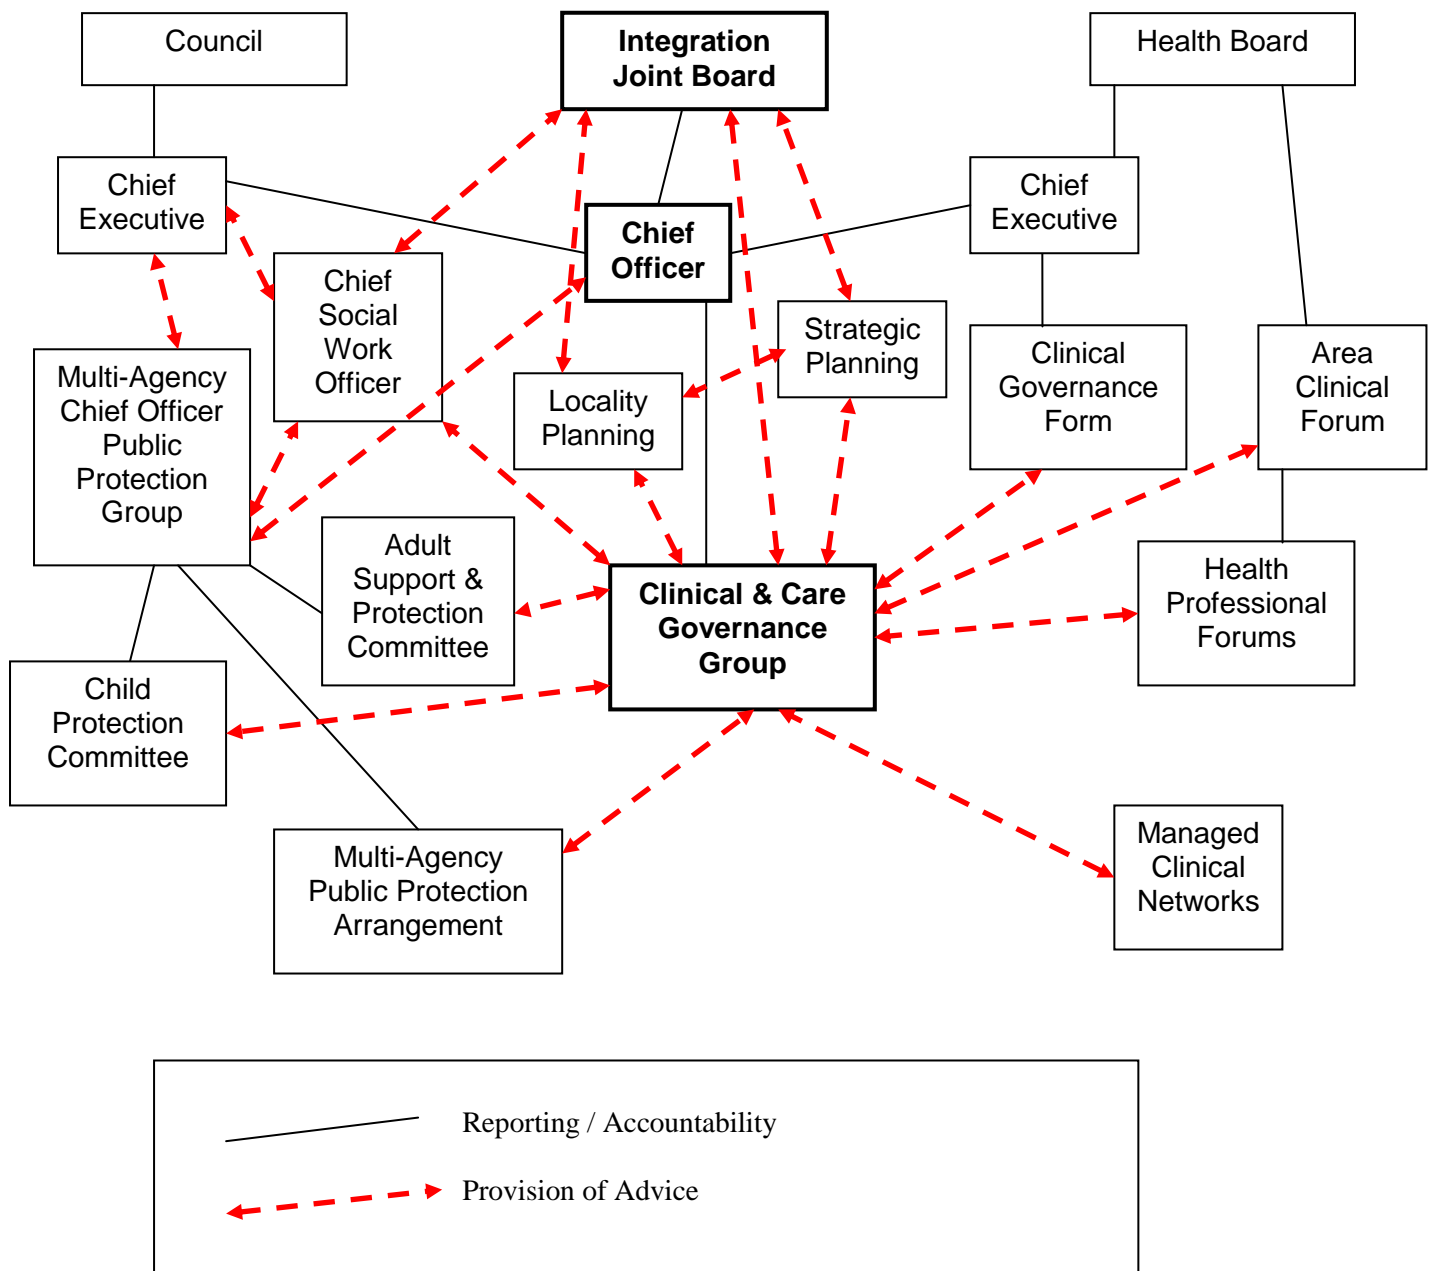 Council
Integration
Joint Board
Health Board
Chief
Executive
Chief
Executive
Chief
Officer
Chief
Social
Work
Officer
Strategic
Planning
Clinical
Governance
Form
Area
Clinical
Forum
Multi-Agency
Chief Officer
Public
Protection
Group
Locality
Planning
Adult
Support &
Protection
Committee
Health
Professional
Forums
Clinical & Care
Governance
Group
Child
Protection
Committee
Managed
Clinical
Networks
Multi-Agency
Public Protection
Arrangement
Reporting / Accountability
Provision of Advice